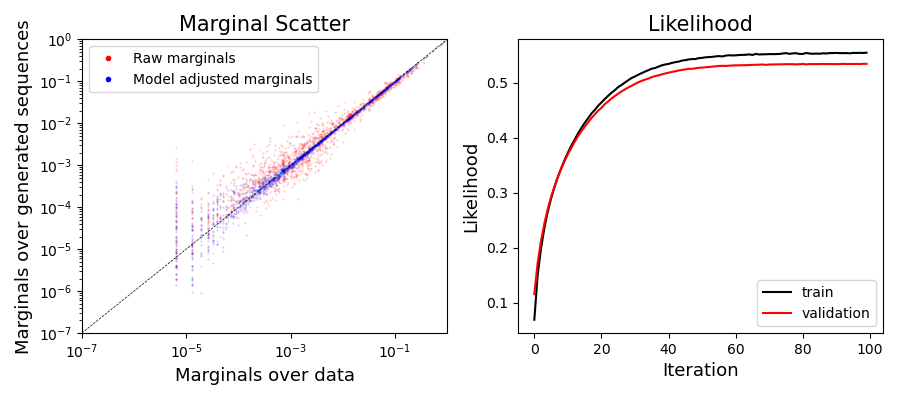 Marginal Scatter
Marginals over generated sequences
10⁰
10⁻¹
10⁻²
10⁻³
10⁻⁴
10⁻⁵
10⁻⁶
10⁻⁷
Raw marginals
Model adjusted marginals
10⁻⁷
10⁻⁵
10⁻³
10⁻¹
Marginals over data
Likelihood
Likelihood
0.5
0.4
0.3
0.2
0.1
train
validation
0
20
40
60
80
100
Iteration